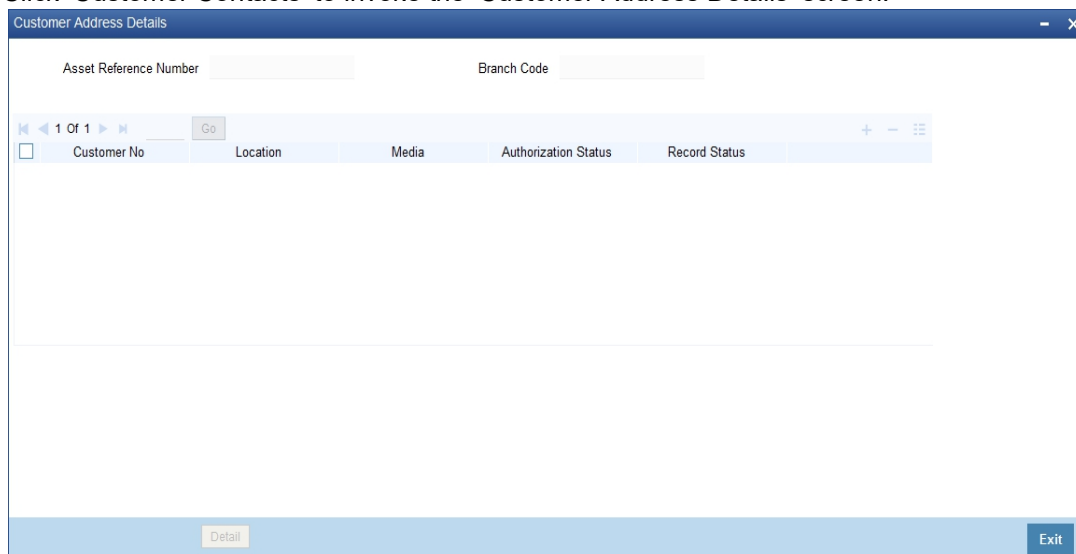 Click 'Customer Contacts' to invoke the 'Customer Address Details' screen.
Customer Address Details
Asset Reference Number
Branch Code
1 Of 1 Go
Customer No Location Media Authorization Status Record Status
Detail
Exit